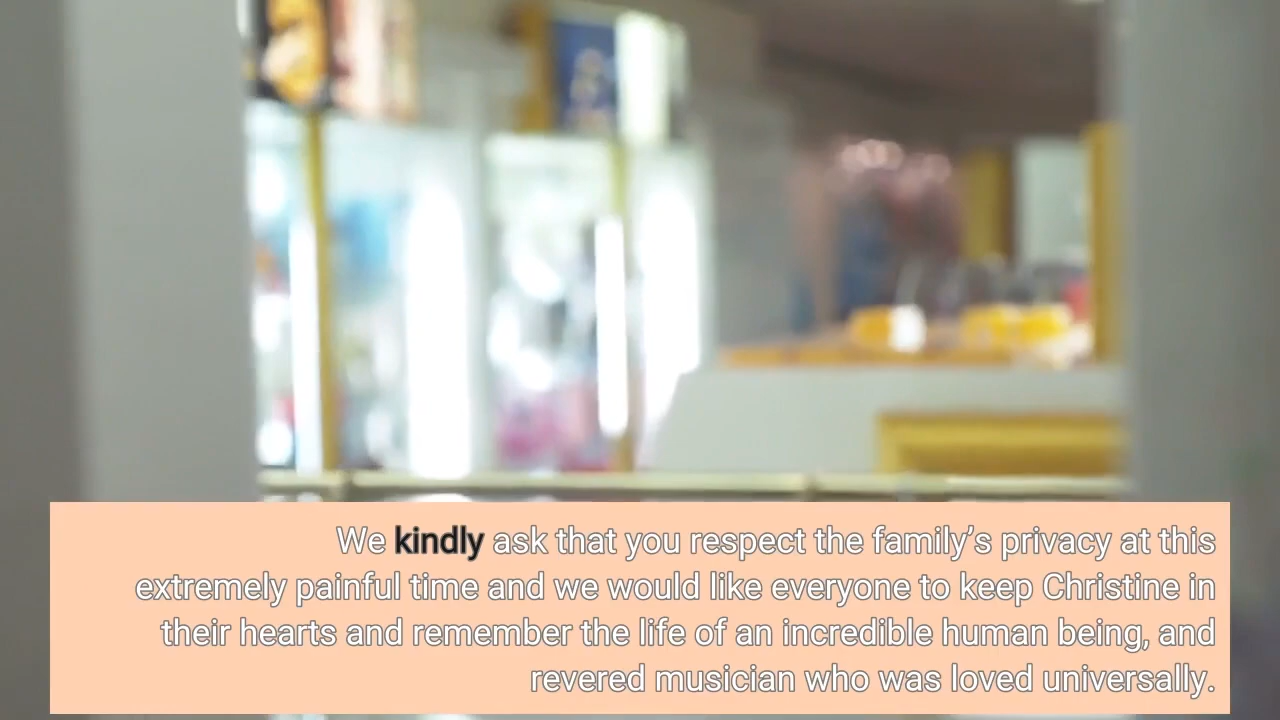 We kindly ask that you respect the family’s privacy at this
extremely painful time and we would like everyone to keep Christine in
their hearts and remember the life of an incredible human being, and
revered musician who was loved universally.